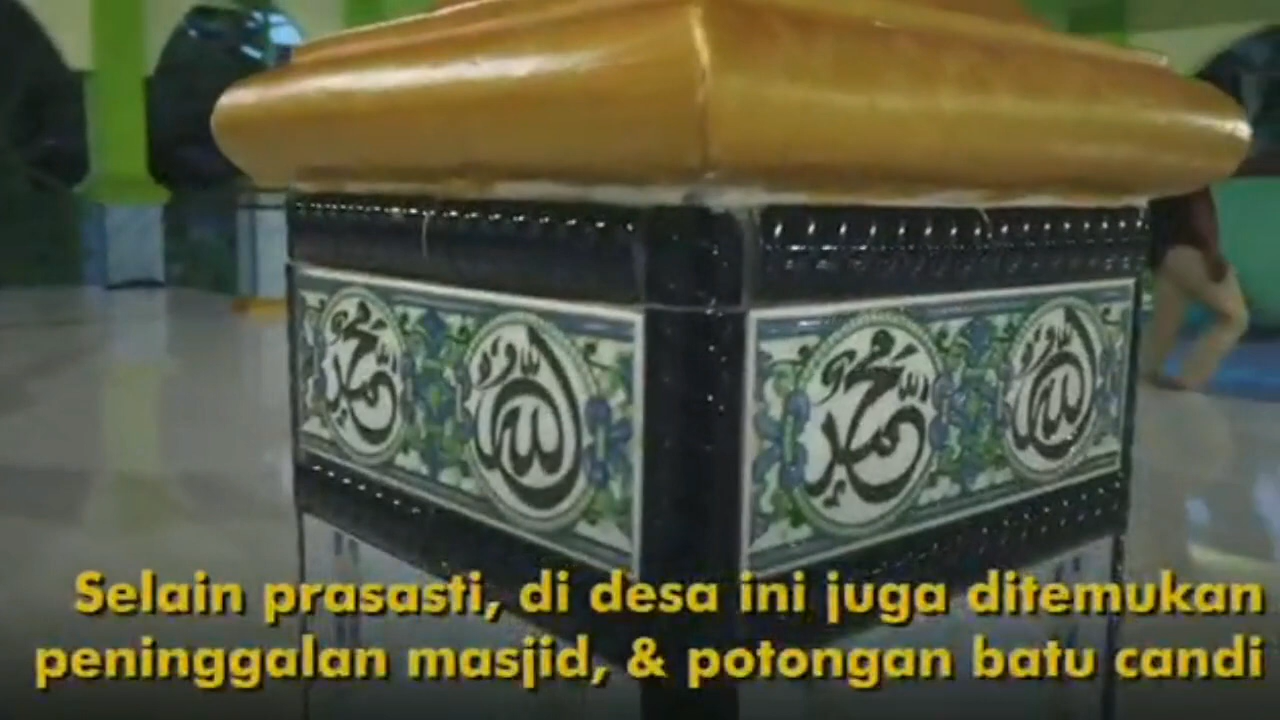 محمد ﷲ محمد ﷲ
Selain prasasti, di desa ini juga ditemukan
peninggalan masjid, & potongan batu candi